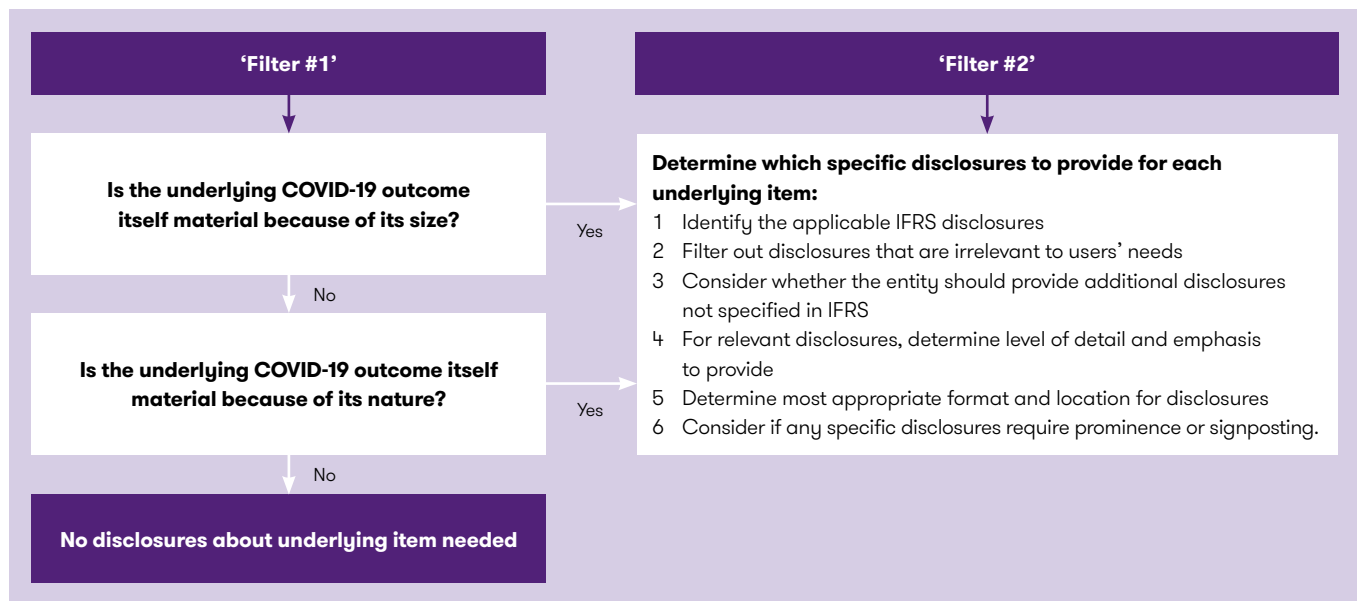 ‘Filter #1’
Is the underlying COVID-19 outcome
itself material because of its size?
Yes
No
Is the underlying COVID-19 outcome itself
material because of its nature?
Yes
No
No disclosures about underlying item needed
‘Filter #2’
Determine which specific disclosures to provide for each
underlying item:
1 Identify the applicable IFRS disclosures
2 Filter out disclosures that are irrelevant to users’ needs
3 Consider whether the entity should provide additional disclosures
not specified in IFRS
4 For relevant disclosures, determine level of detail and emphasis
to provide
5 Determine most appropriate format and location for disclosures
6 Consider if any specific disclosures require prominence or signposting.